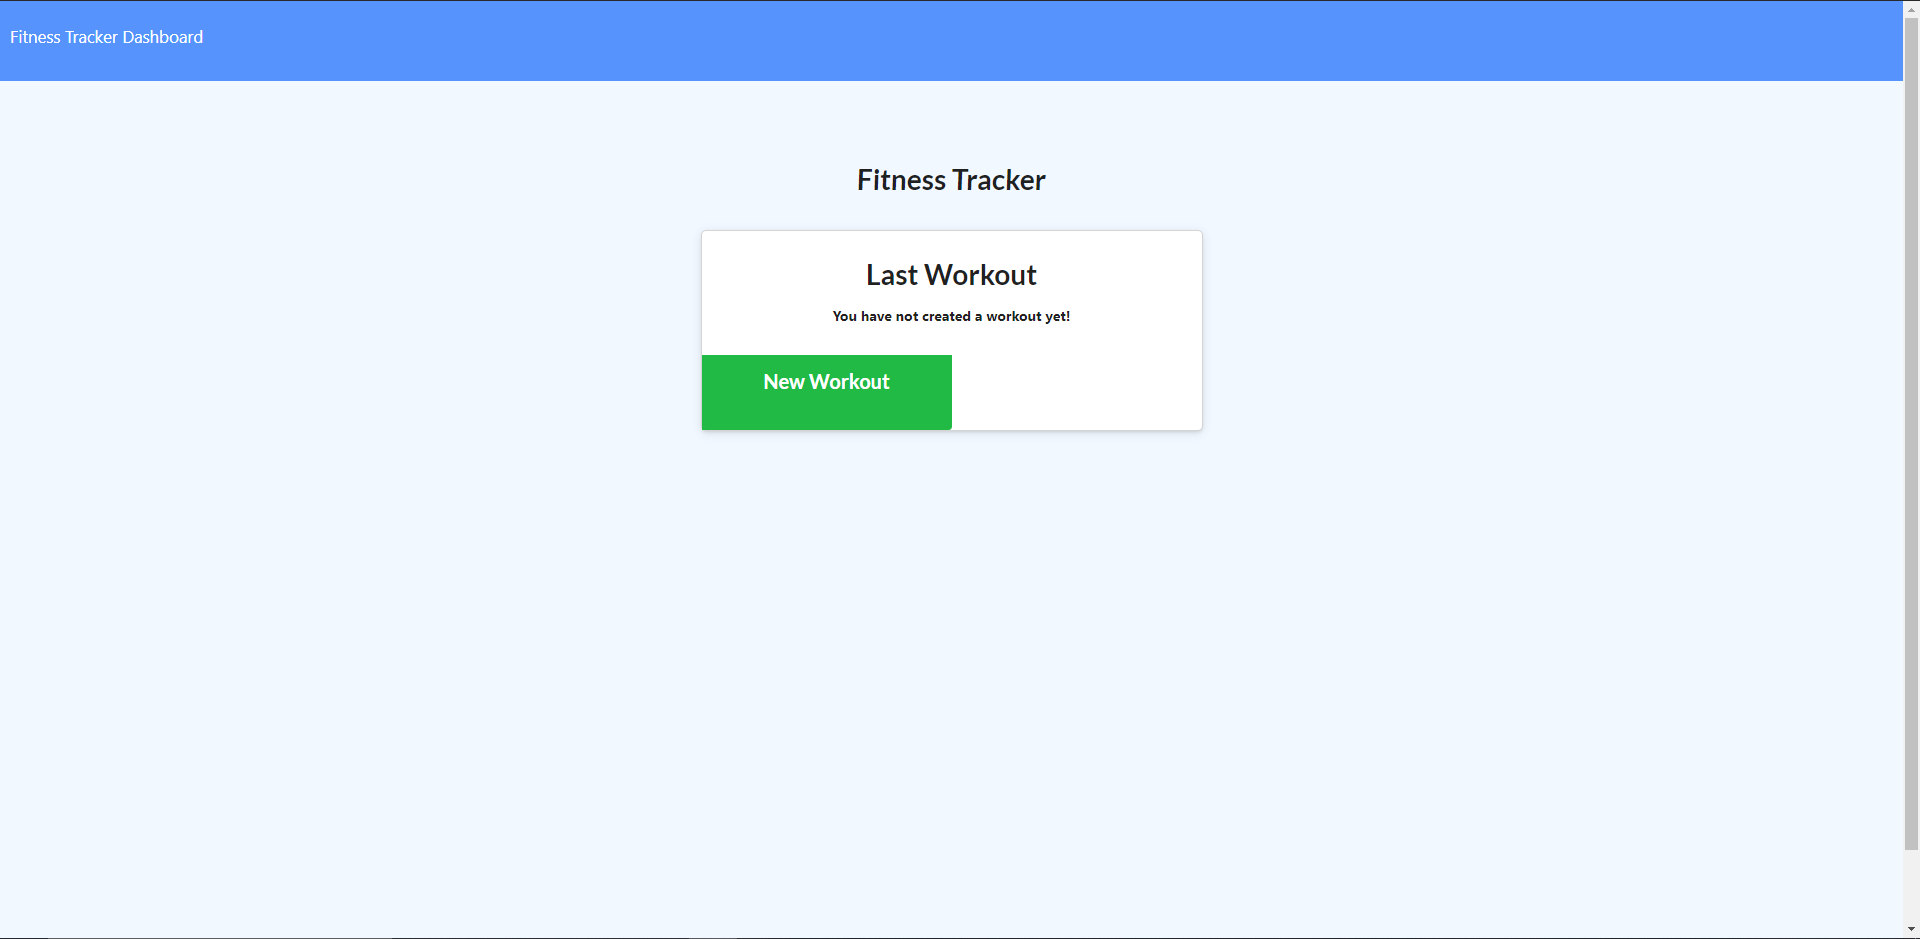 Fitness Tracker Dashboard
Fitness Tracker
Last Workout
You have not created a workout yet!
New Workout